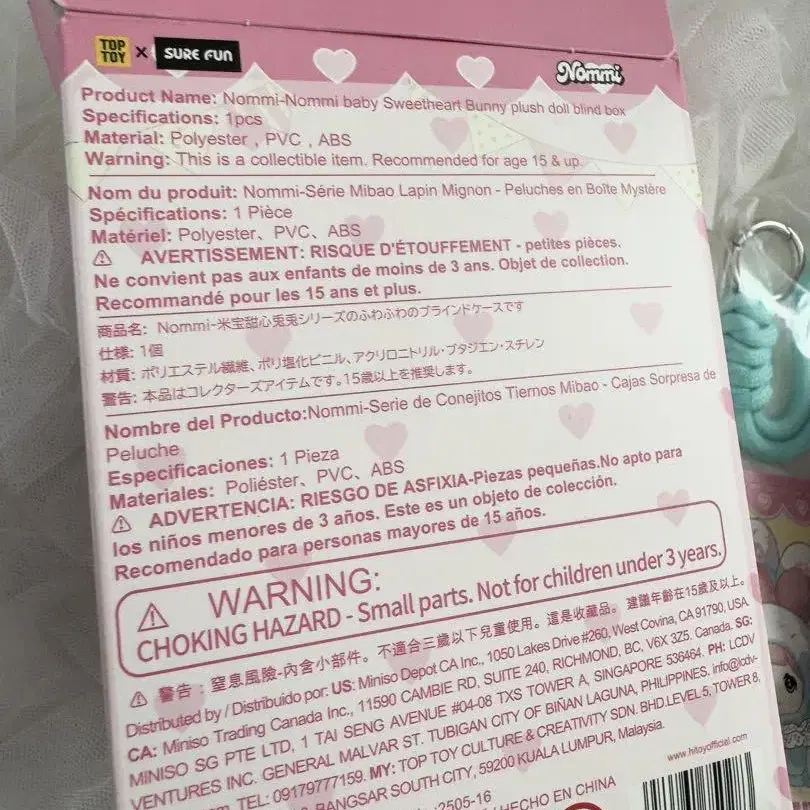 TOP TOY × SURE FUN
Nommi
Product Name: Nommi-Nommi baby Sweetheart Bunny plush doll blind box
Specifications: 1pcs
Material: Polyester , PVC , ABS
Warning: This is a collectible item. Recommended for age 15 & up.
Nom du produit: Nommi-Série Mibao Lapin Mignon - Peluches en Boîte Mystère
Spécifications: 1 Pièce
Matériel: Polyester、PVC、ABS
⚠ AVERTISSEMENT: RISQUE D'ÉTOUFFEMENT - petites pièces.
Ne convient pas aux enfants de moins de 3 ans. Objet de collection.
Recommandé pour les 15 ans et plus.
商品名: Nommi-米宝甜心兎兎シリーズのふわふわのブラインドケースです
仕様: 1個
材質: ポリエステル繊維、ポリ塩化ビニル、アクリロニトリル・ブタジエン・スチレン
警告: 本品はコレクターズアイテムです。15歳以上を推奨します。
Nombre del Producto:Nommi-Serie de Conejitos Tiernos Mibao - Cajas Sorpresa de
Peluche
Especificaciones: 1 Pieza
Materiales: Poliéster、PVC、ABS
⚠ ADVERTENCIA: RIESGO DE ASFIXIA-Piezas pequeñas.No apto para
los niños menores de 3 años. Este es un objeto de colección.
Recomendado para personas mayores de 15 años.
⚠ WARNING:
CHOKING HAZARD - Small parts. Not for children under 3 years.
⚠ 警告：窒息風險-內含小部件。不適合三歲以下兒童使用。這是收藏品。 建議年齡在15歲及以上。
Distributed by / Distribuido por: US: Miniso Depot CA Inc., 1050 Lakes Drive #260, West Covina, CA 91790, USA.
CA: Miniso Trading Canada Inc., 11590 CAMBIE RD, SUITE 240, RICHMOND, BC, V6X 3Z5. Canada. SG:
MINISO SG PTE LTD, 1 TAI SENG AVENUE #04-08 TXS TOWER A, SINGAPORE 536464. PH: LCDV
VENTURES INC. GENERAL MALVAR ST. TUBIGAN CITY OF BIÑAN LAGUNA, PHILIPPINES. info@lcdv-
TEL: 09179777159. MY: TOP TOY CULTURE & CREATIVITY SDN. BHD.LEVEL 5, TOWER 8,
BANGSAR SOUTH CITY, 59200 KUALA LUMPUR, Malaysia.
www.hitoyofficiel.com
2505-16
HECHO EN CHINA